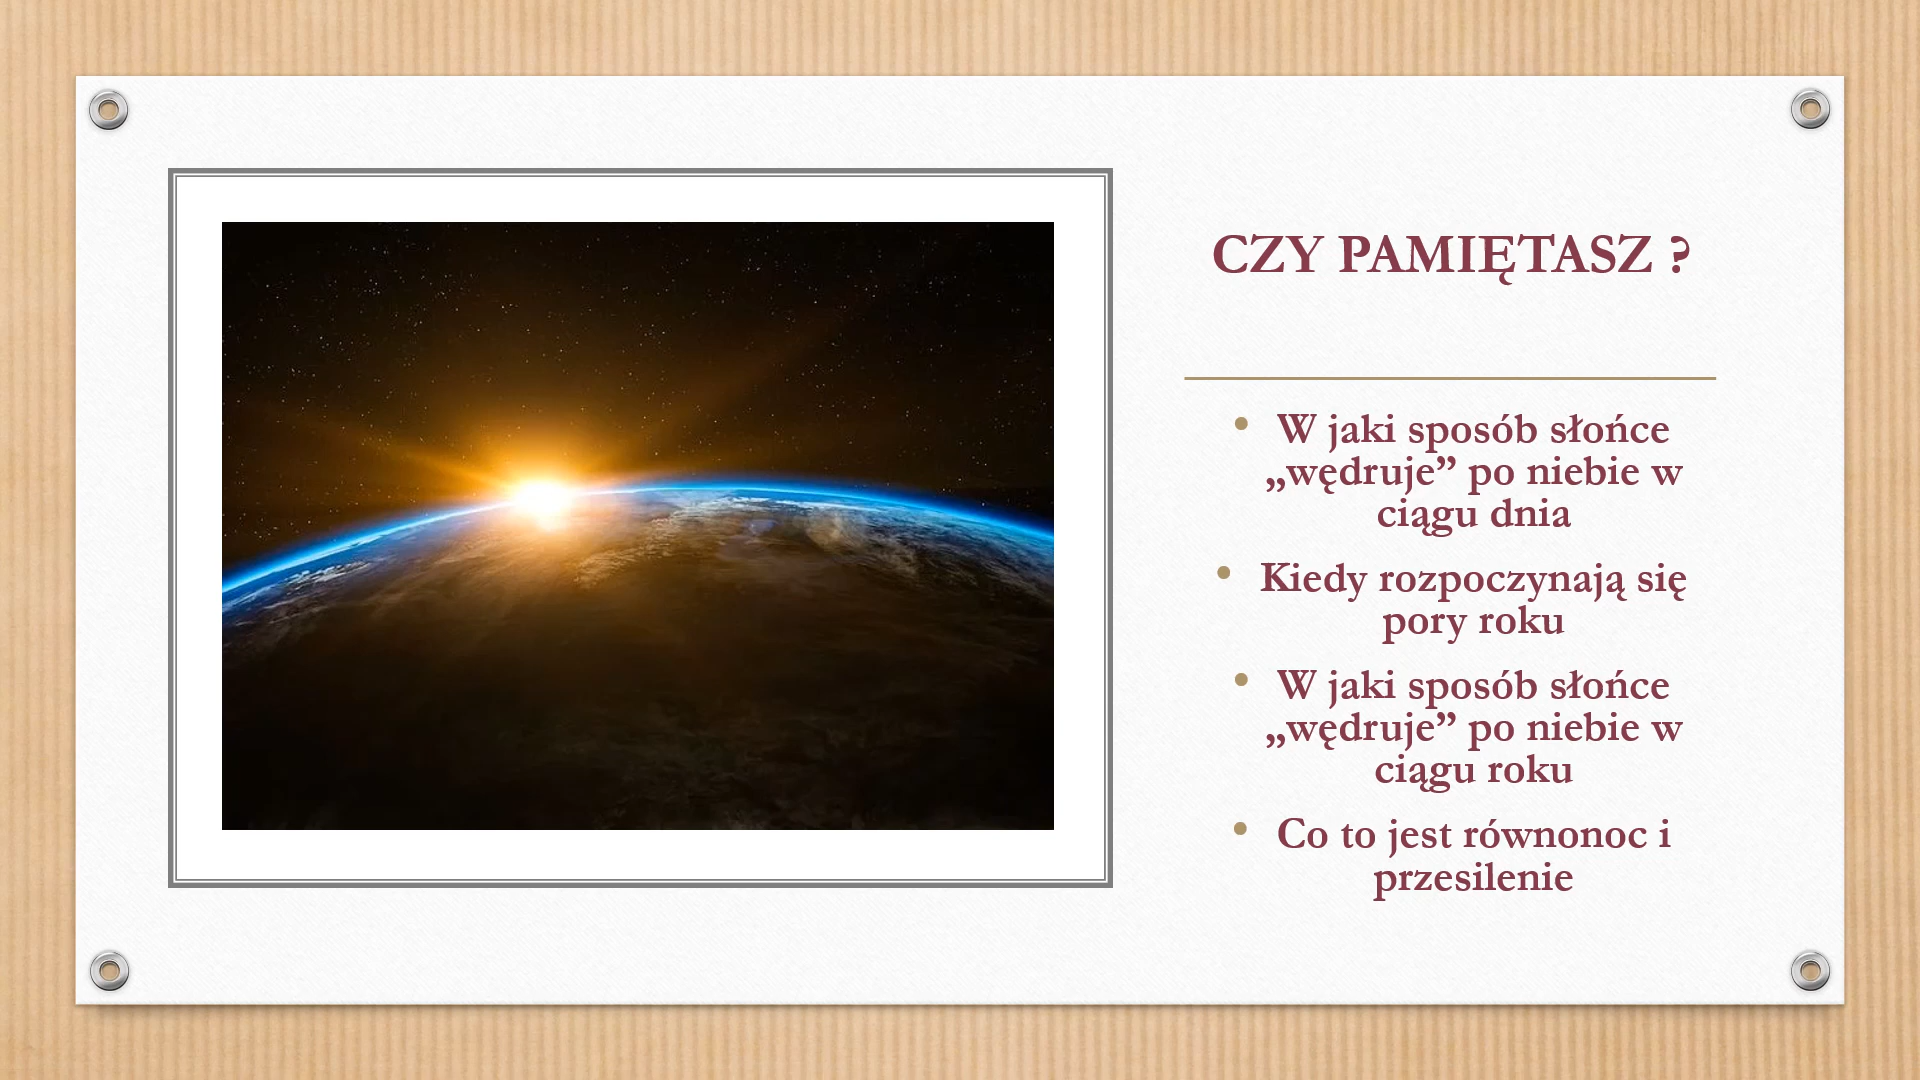 CZY PAMIĘTASZ ?
• W jaki sposób słońce
„wędruje” po niebie w
ciągu dnia
• Kiedy rozpoczynają się
pory roku
• W jaki sposób słońce
„wędruje” po niebie w
ciągu roku
• Co to jest równonoc i
przesilenie